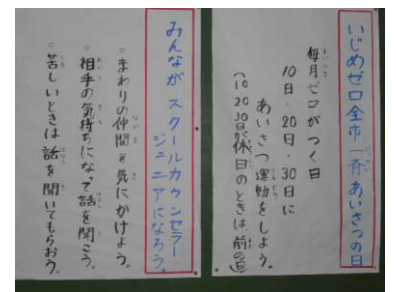 いじめゼロ全市一斉あいさつの日
毎月ゼロがつく日
10日・20日・30日に
あいさつ運動をしよう。
(10.20.30日が休日のときは、前の
みんながスクールカウンセラー
ジュニアになろう。
○まわりの仲間を気にかけよう。
○相手の気持ちになって話を聞こう。
○苦しいときは話を聞いてもらおう。